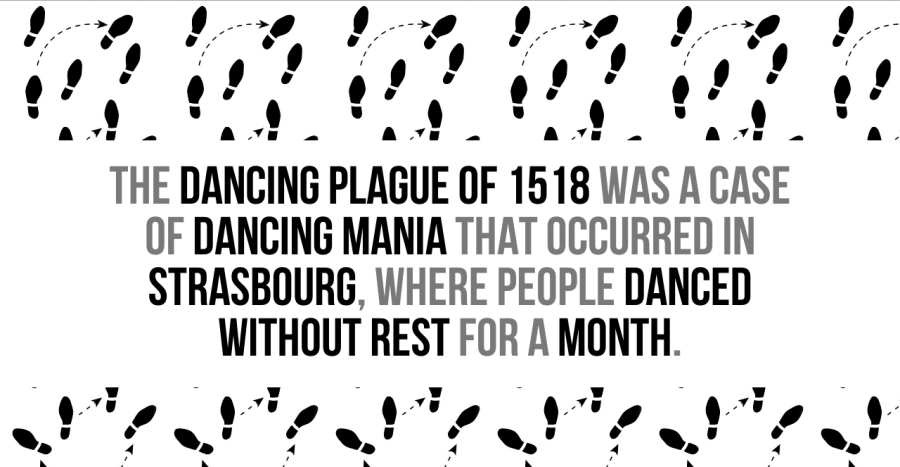 THE DANCING PLAGUE OF 1518 WAS A CASE
OF DANCING MANIA THAT OCCURRED IN
STRASBOURG, WHERE PEOPLE DANCED
WITHOUT REST FOR A MONTH.